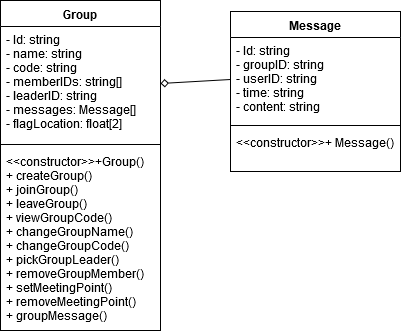 Group
- Id: string
- name: string
- code: string
- memberIDs: string[]
- leaderID: string
- messages: Message[]
- flagLocation: float[2]
<<constructor>>+Group()
+ createGroup()
+ joinGroup()
+ leaveGroup()
+ viewGroupCode()
+ changeGroupName()
+ changeGroupCode()
+ pickGroupLeader()
+ removeGroupMember()
+ setMeetingPoint()
+ removeMeetingPoint()
+ groupMessage()
Message
- Id: string
- groupID: string
- userID: string
- time: string
- content: string
<<constructor>>+ Message()